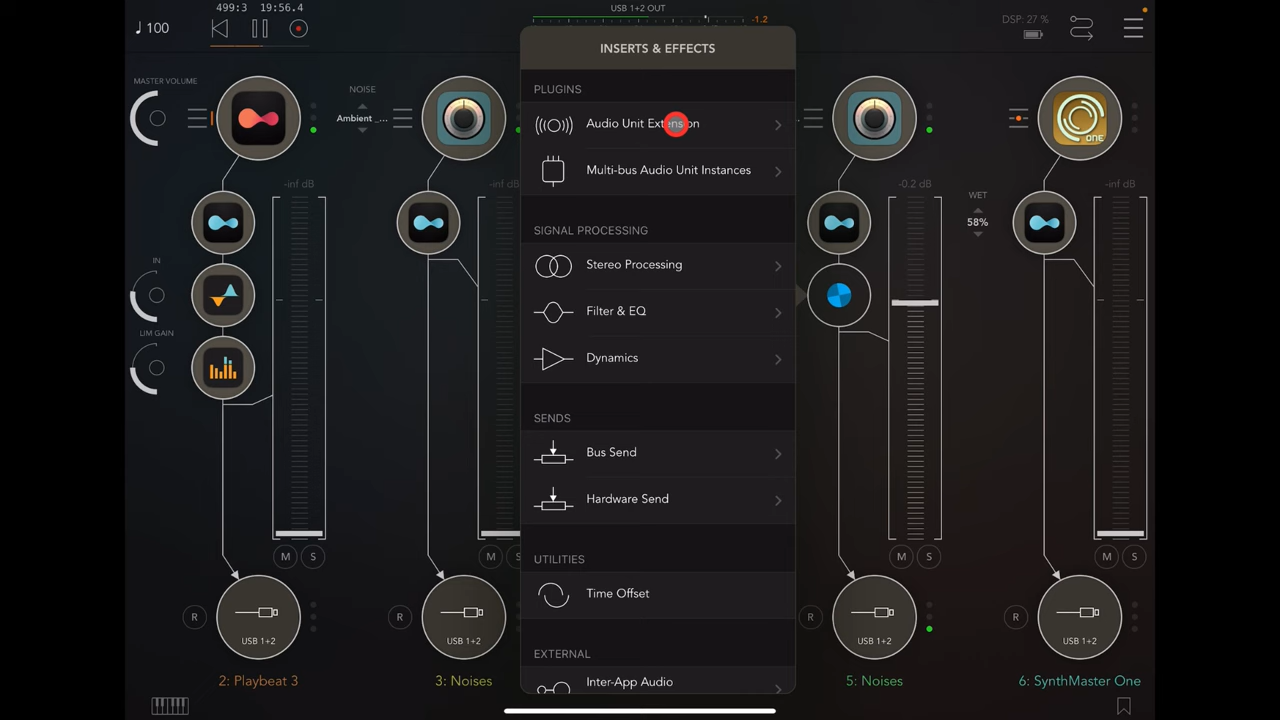 499:3 19:56.4
USB 1+2 OUT
-1.2
100
DSP: 27 %
INSERTS & EFFECTS
PLUGINS
Audio Unit Extension
Multi-bus Audio Unit Instances
SIGNAL PROCESSING
Stereo Processing
Filter & EQ
Dynamics
SENDS
Bus Send
Hardware Send
UTILITIES
Time Offset
EXTERNAL
Inter-App Audio
MASTER VOLUME
NOISE
Ambient _...
ONE
-inf dB
-inf dB
-0.2 dB
-inf dB
WET
58%
IN
LIM GAIN
M S
M S
M S
M S
R
R
R
R
USB 1+2
USB 1+2
USB 1+2
USB 1+2
2: Playbeat 3
3: Noises
5: Noises
6: SynthMaster One